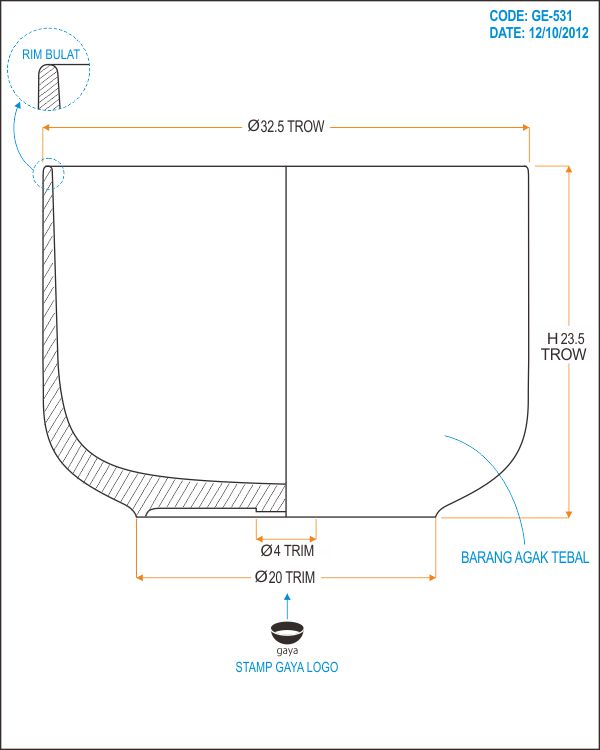 CODE: GE-531
DATE: 12/10/2012
RIM BULAT
Ø32.5 TROW
H 23.5
TROW
BARANG AGAK TEBAL
Ø4 TRIM
Ø20 TRIM
gaya
STAMP GAYA LOGO